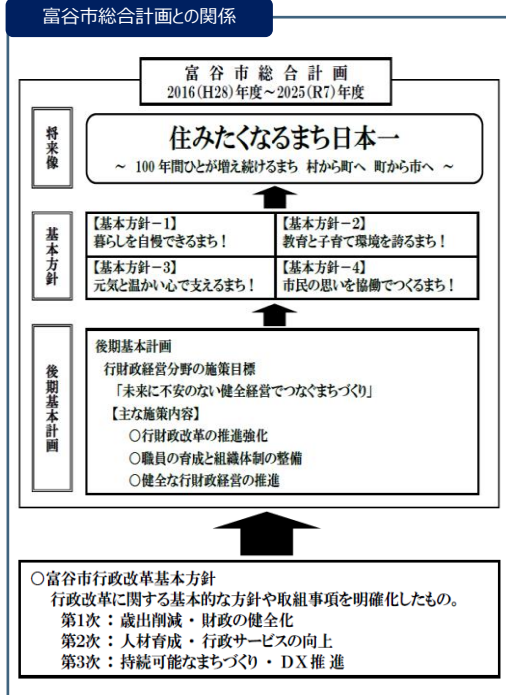 富谷市総合計画との関係
富谷市総合計画
2016(H28)年度～2025(R7)年度
将来像
住みたくなるまち日本一
～ 100年間ひとが増え続けるまち 村から町へ 町から市へ ～
基本方針
【基本方針－1】
暮らしを自慢できるまち！
【基本方針－2】
教育と子育て環境を誇るまち！
【基本方針－3】
元気と温かい心で支えるまち！
【基本方針－4】
市民の思いを協働でつくるまち！
後期基本計画
後期基本計画
行財政経営分野の施策目標
「未来に不安のない健全経営でつなぐまちづくり」
【主な施策内容】
○行財政改革の推進強化
○職員の育成と組織体制の整備
○健全な行財政経営の推進
○富谷市行政改革基本方針
行政改革に関する基本的な方針や取組事項を明確化したもの。
第1次：歳出削減・財政の健全化
第2次：人材育成・行政サービスの向上
第3次：持続可能なまちづくり・DX推進